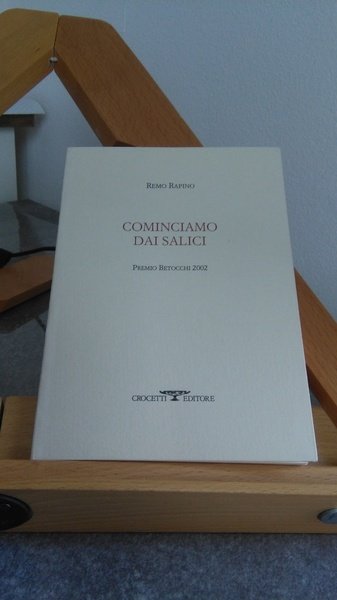 REMO RAPINO
COMINCIAMO
DAI SALICI
PREMIO BETOCCHI 2002
CROCETTI EDITORE